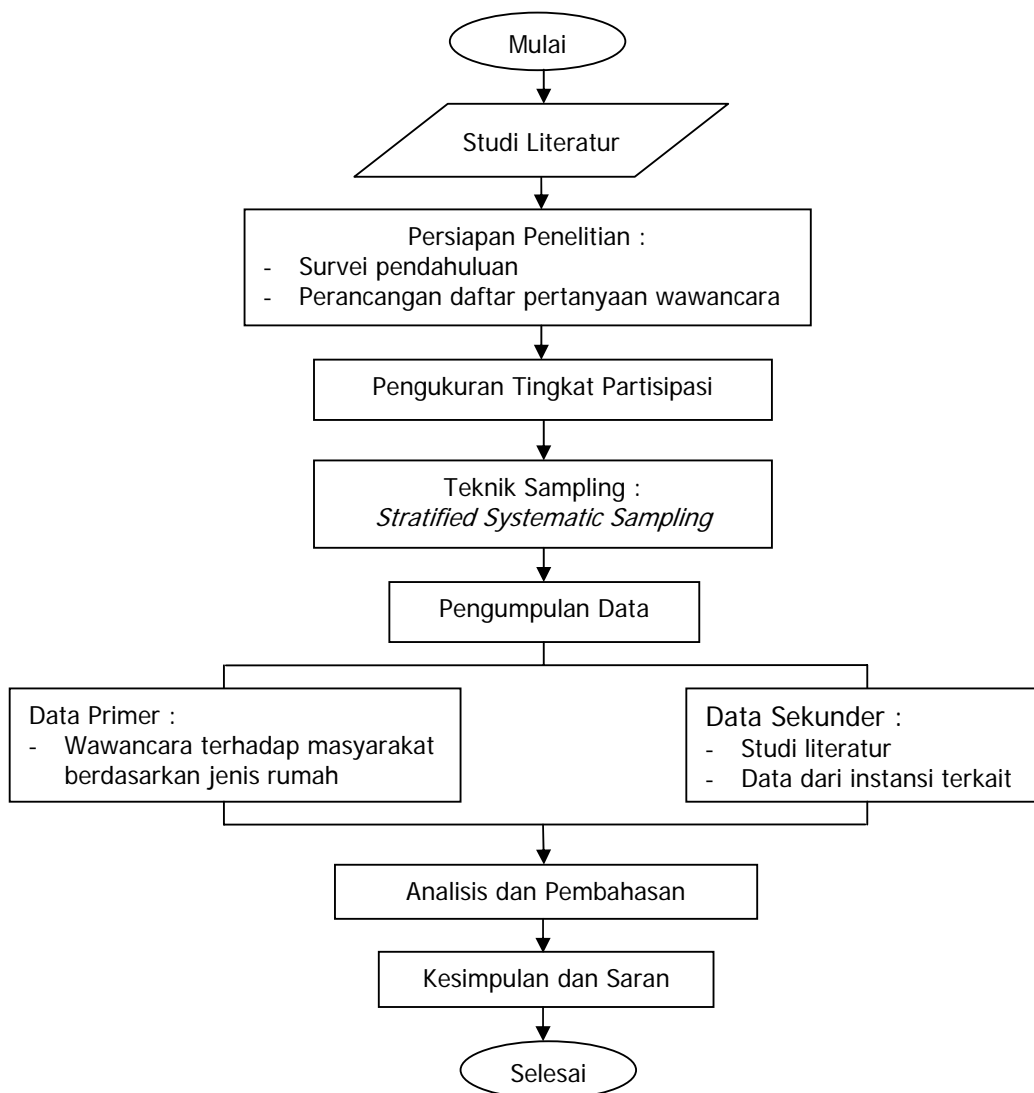 Mulai
Studi Literatur
Persiapan Penelitian :
- Survei pendahuluan
- Perancangan daftar pertanyaan wawancara
Pengukuran Tingkat Partisipasi
Teknik Sampling :
Stratified Systematic Sampling
Pengumpulan Data
Data Primer :
- Wawancara terhadap masyarakat
berdasarkan jenis rumah
Data Sekunder :
- Studi literatur
- Data dari instansi terkait
Analisis dan Pembahasan
Kesimpulan dan Saran
Selesai